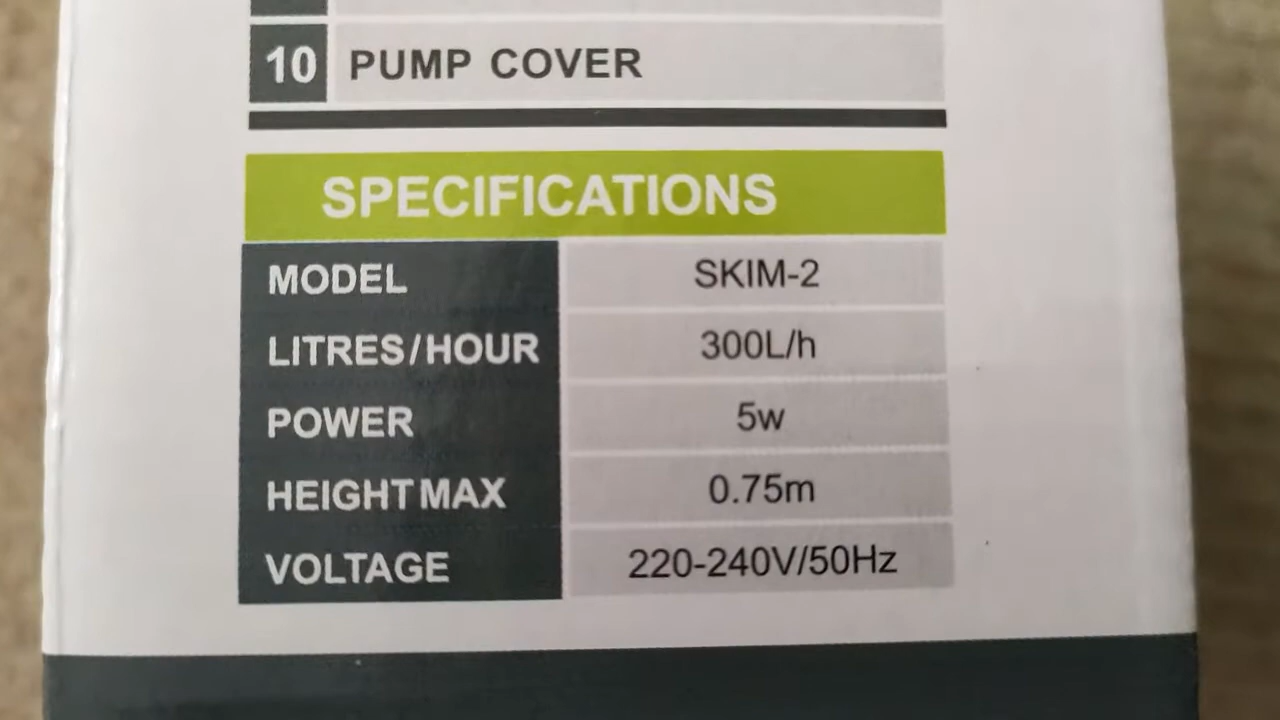 10 PUMP COVER
SPECIFICATIONS
MODEL SKIM-2
LITRES/HOUR 300L/h
POWER 5w
HEIGHT MAX 0.75m
VOLTAGE 220-240V/50Hz